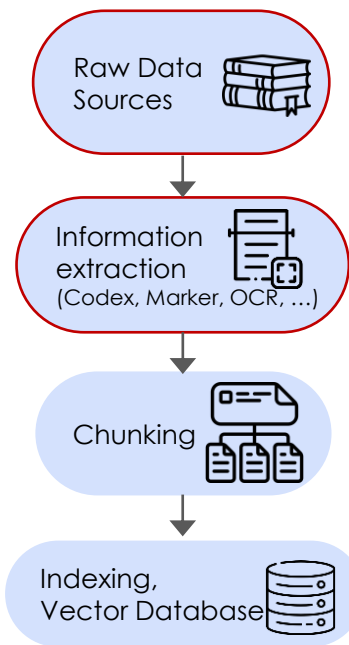 Raw Data
Sources
Information
extraction
(Codex, Marker, OCR, ...)
Chunking
Indexing,
Vector Database